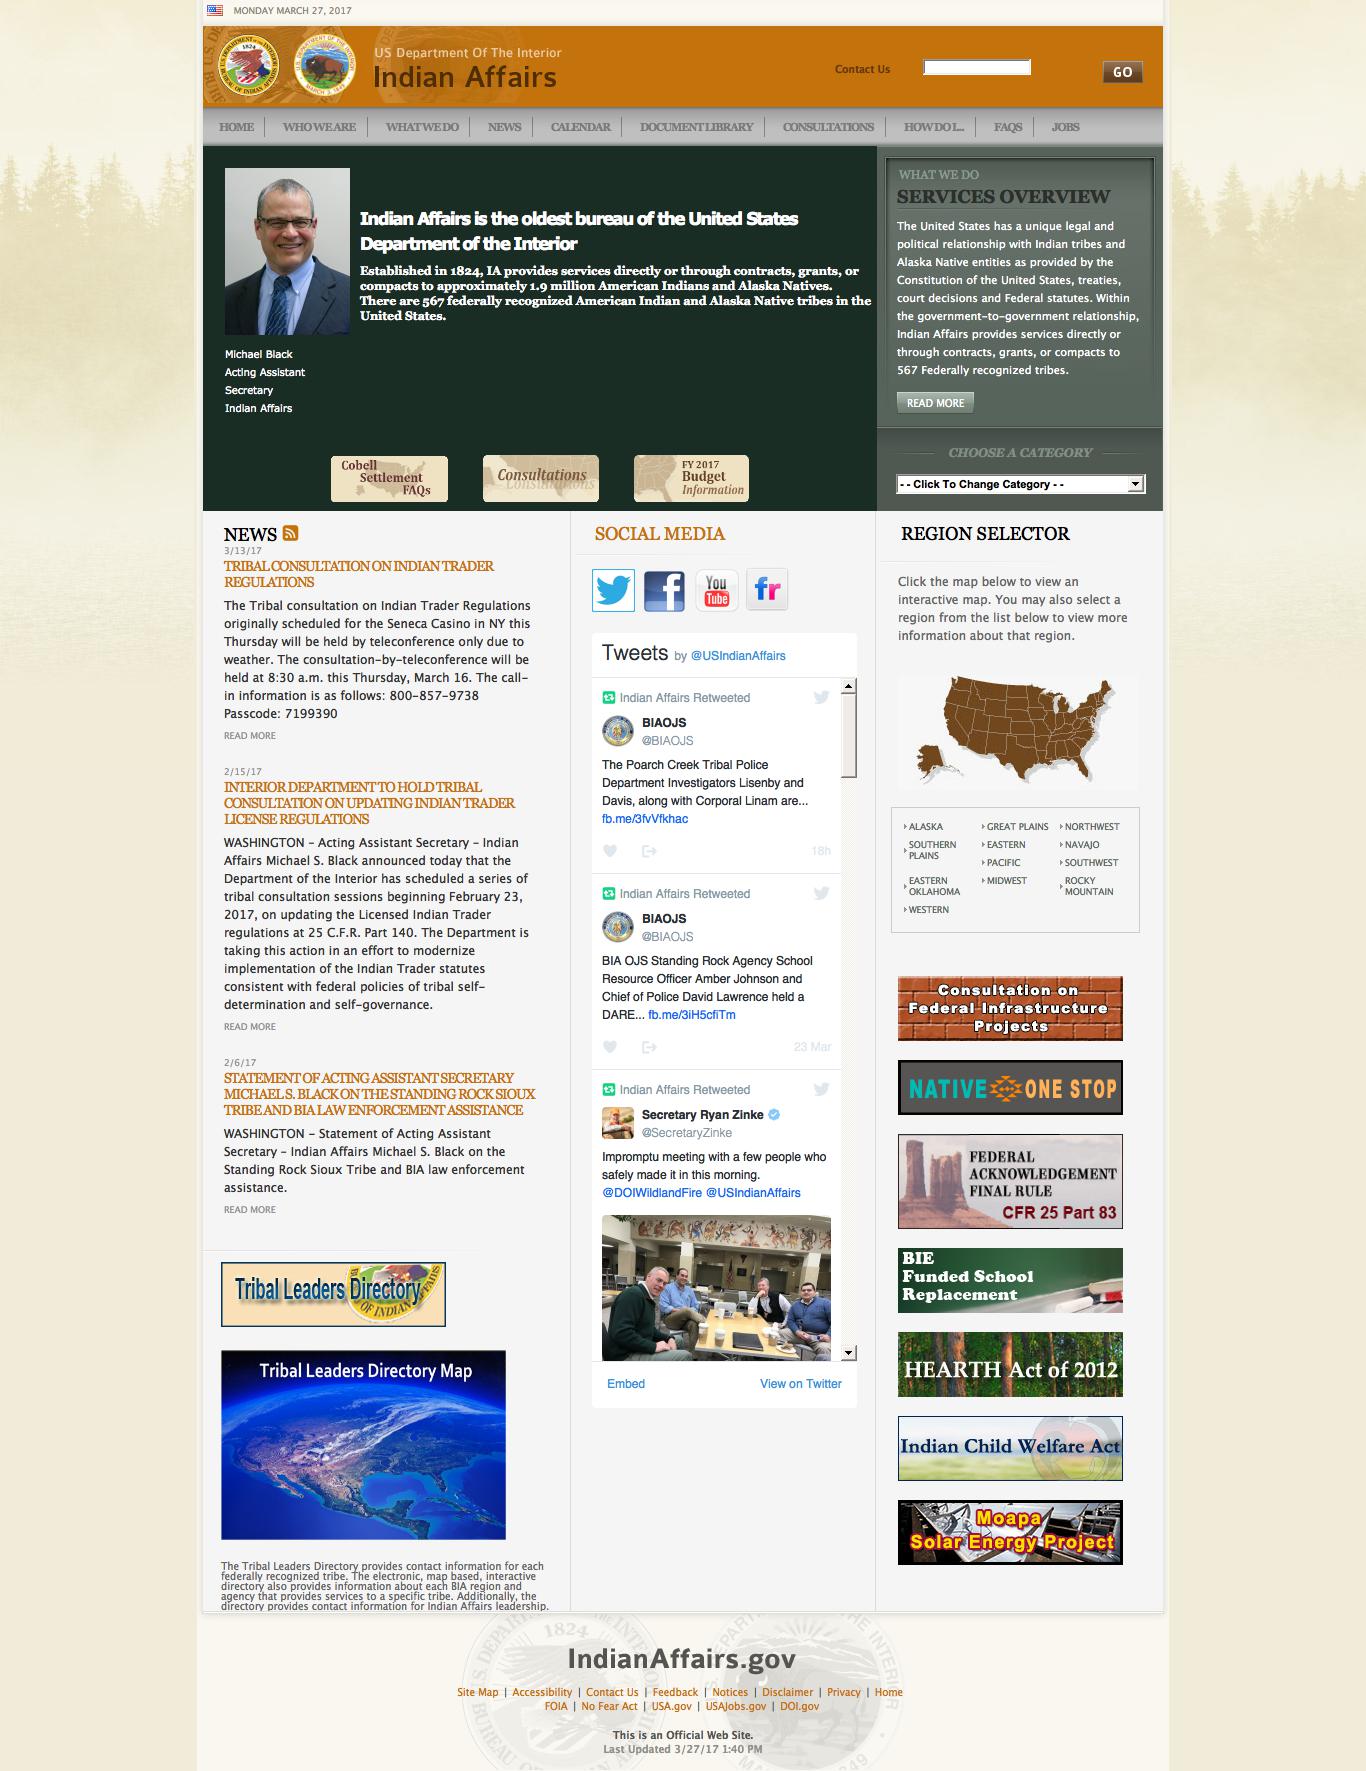 MONDAY MARCH 27, 2017
US Department Of The Interior
Indian Affairs
Contact Us
GO
HOME
WHO WE ARE
WHAT WE DO
NEWS
CALENDAR
DOCUMENT LIBRARY
CONSULTATIONS
HOW DO I...
FAQS
JOBS
Indian Affairs is the oldest bureau of the United States
Department of the Interior
Established in 1824, IA provides services directly or through contracts, grants, or
compacts to approximately 1.9 million American Indians and Alaska Natives.
There are 567 federally recognized American Indian and Alaska Native tribes in the
United States.
Michael Black
Acting Assistant
Secretary
Indian Affairs
Cobell
Settlement
FAQs
Consultations
FY 2017
Budget
Information
WHAT WE DO
SERVICES OVERVIEW
The United States has a unique legal and
political relationship with Indian tribes and
Alaska Native entities as provided by the
Constitution of the United States, treaties,
court decisions and Federal statutes. Within
the government-to-government relationship,
Indian Affairs provides services directly or
through contracts, grants, or compacts to
567 Federally recognized tribes.
READ MORE
CHOOSE A CATEGORY
- - Click To Change Category - -
NEWS
3/13/17
TRIBAL CONSULTATION ON INDIAN TRADER
REGULATIONS
The Tribal consultation on Indian Trader Regulations
originally scheduled for the Seneca Casino in NY this
Thursday will be held by teleconference only due to
weather. The consultation-by-teleconference will be
held at 8:30 a.m. this Thursday, March 16. The call-
in information is as follows: 800-857-9738
Passcode: 7199390
READ MORE
2/15/17
INTERIOR DEPARTMENT TO HOLD TRIBAL
CONSULTATION ON UPDATING INDIAN TRADER
LICENSE REGULATIONS
WASHINGTON - Acting Assistant Secretary - Indian
Affairs Michael S. Black announced today that the
Department of the Interior has scheduled a series of
tribal consultation sessions beginning February 23,
2017, on updating the Licensed Indian Trader
regulations at 25 C.F.R. Part 140. The Department is
taking this action in an effort to modernize
implementation of the Indian Trader statutes
consistent with federal policies of tribal self-
determination and self-governance.
READ MORE
2/6/17
STATEMENT OF ACTING ASSISTANT SECRETARY
MICHAEL S. BLACK ON THE STANDING ROCK SIOUX
TRIBE AND BIA LAW ENFORCEMENT ASSISTANCE
WASHINGTON - Statement of Acting Assistant
Secretary - Indian Affairs Michael S. Black on the
Standing Rock Sioux Tribe and BIA law enforcement
assistance.
READ MORE
Tribal Leaders Directory
Tribal Leaders Directory Map
The Tribal Leaders Directory provides contact information for each
federally recognized tribe. The electronic, map based, interactive
directory also provides information about each BIA region and
agency that provides services to a specific tribe. Additionally, the
directory provides contact information for Indian Affairs leadership.
SOCIAL MEDIA
You
Tube
fr
Tweets by @USIndianAffairs
Indian Affairs Retweeted
BIAOJS
@BIAOJS
The Poarch Creek Tribal Police
Department Investigators Lisenby and
Davis, along with Corporal Linam are...
fb.me/3fvVfkhac
18h
Indian Affairs Retweeted
BIAOJS
@BIAOJS
BIA OJS Standing Rock Agency School
Resource Officer Amber Johnson and
Chief of Police David Lawrence held a
DARE... fb.me/3iH5cfiTm
23 Mar
Indian Affairs Retweeted
Secretary Ryan Zinke
@SecretaryZinke
Impromptu meeting with a few people who
safely made it in this morning.
@DOIWildlandFire @USIndianAffairs
Embed
View on Twitter
REGION SELECTOR
Click the map below to view an
interactive map. You may also select a
region from the list below to view more
information about that region.
ALASKA
SOUTHERN
PLAINS
EASTERN
OKLAHOMA
WESTERN
GREAT PLAINS
EASTERN
PACIFIC
MIDWEST
NORTHWEST
NAVAJO
SOUTHWEST
ROCKY
MOUNTAIN
Consultation on
Federal Infrastructure
Projects
NATIVE ONE STOP
FEDERAL
ACKNOWLEDGEMENT
FINAL RULE
CFR 25 Part 83
BIE
Funded School
Replacement
HEARTH Act of 2012
Indian Child Welfare Act
Moapa
Solar Energy Project
IndianAffairs.gov
Site Map | Accessibility | Contact Us | Feedback | Notices | Disclaimer | Privacy | Home
FOIA | No Fear Act | USA.gov | USAJobs.gov | DOI.gov
This is an Official Web Site.
Last Updated 3/27/17 1:40 PM